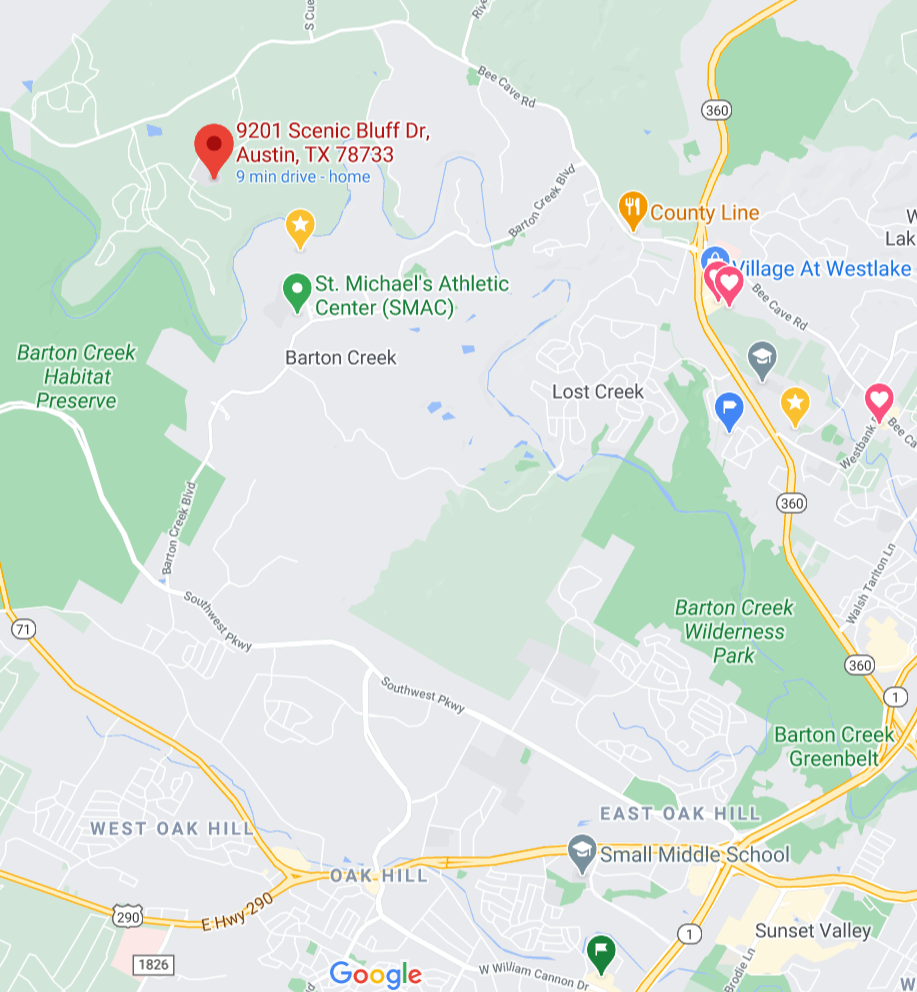 S Cue
Rive
Bee Cave Rd
360
9201 Scenic Bluff Dr,
Austin, TX 78733
9 min drive - home
Barton Creek Blvd
County Line
W
Lak
Village At Westlake
St. Michael's Athletic
Center (SMAC)
Bee Cave Rd
Barton Creek
Habitat
Preserve
Barton Creek
Lost Creek
Westbank
Bee Ca
Barton Creek Blvd
360
Walsh Tarlton Ln
Southwest Pkwy
71
Barton Creek
Wilderness
Park
360
Southwest Pkwy
1
Barton Creek
Greenbelt
WEST OAK HILL
EAST OAK HILL
Small Middle School
OAK HILL
290
E Hwy 290
1
Sunset Valley
1826
Google
W William Cannon Dr
Brodie Ln
W